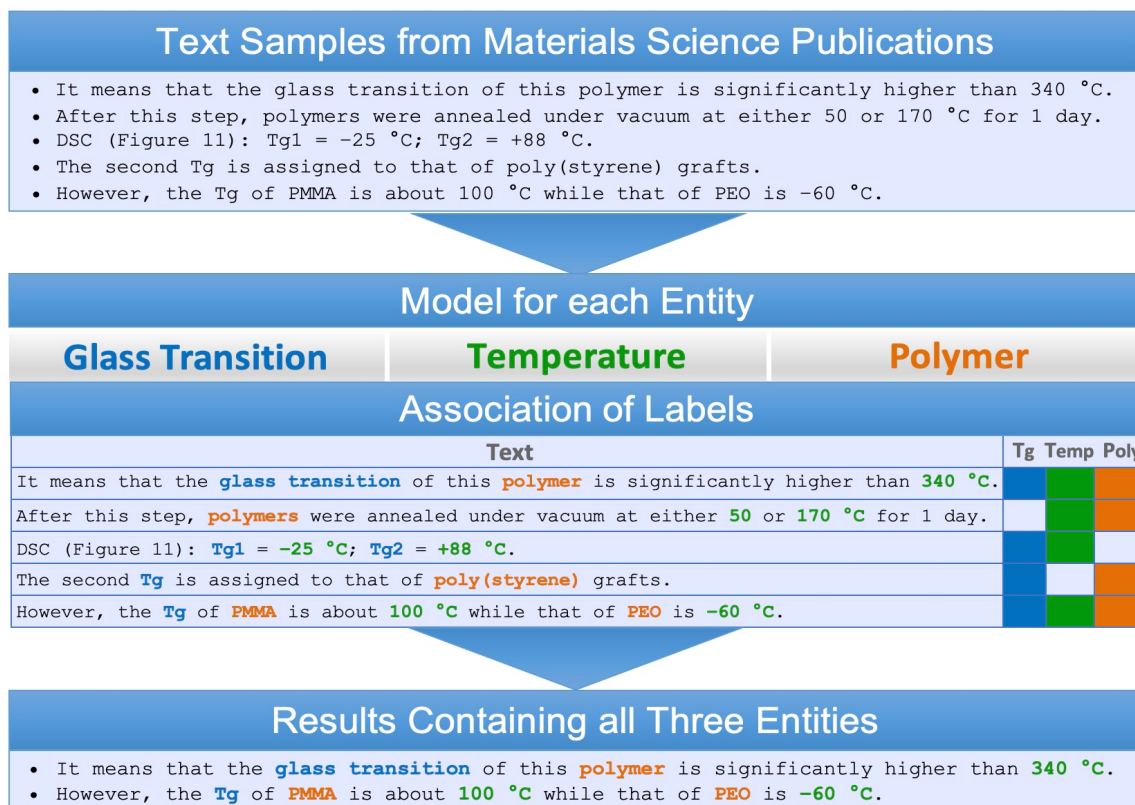 Text Samples from Materials Science Publications
• It means that the glass transition of this polymer is significantly higher than 340 °C.
• After this step, polymers were annealed under vacuum at either 50 or 170 °C for 1 day.
• DSC (Figure 11): Tg1 = −25 °C; Tg2 = +88 °C.
• The second Tg is assigned to that of poly(styrene) grafts.
• However, the Tg of PMMA is about 100 °C while that of PEO is −60 °C.
Model for each Entity
Glass Transition Temperature Polymer
Association of Labels
Text Tg Temp Poly
It means that the glass transition of this polymer is significantly higher than 340 °C.
After this step, polymers were annealed under vacuum at either 50 or 170 °C for 1 day.
DSC (Figure 11): Tg1 = −25 °C; Tg2 = +88 °C.
The second Tg is assigned to that of poly(styrene) grafts.
However, the Tg of PMMA is about 100 °C while that of PEO is −60 °C.
Results Containing all Three Entities
• It means that the glass transition of this polymer is significantly higher than 340 °C.
• However, the Tg of PMMA is about 100 °C while that of PEO is −60 °C.